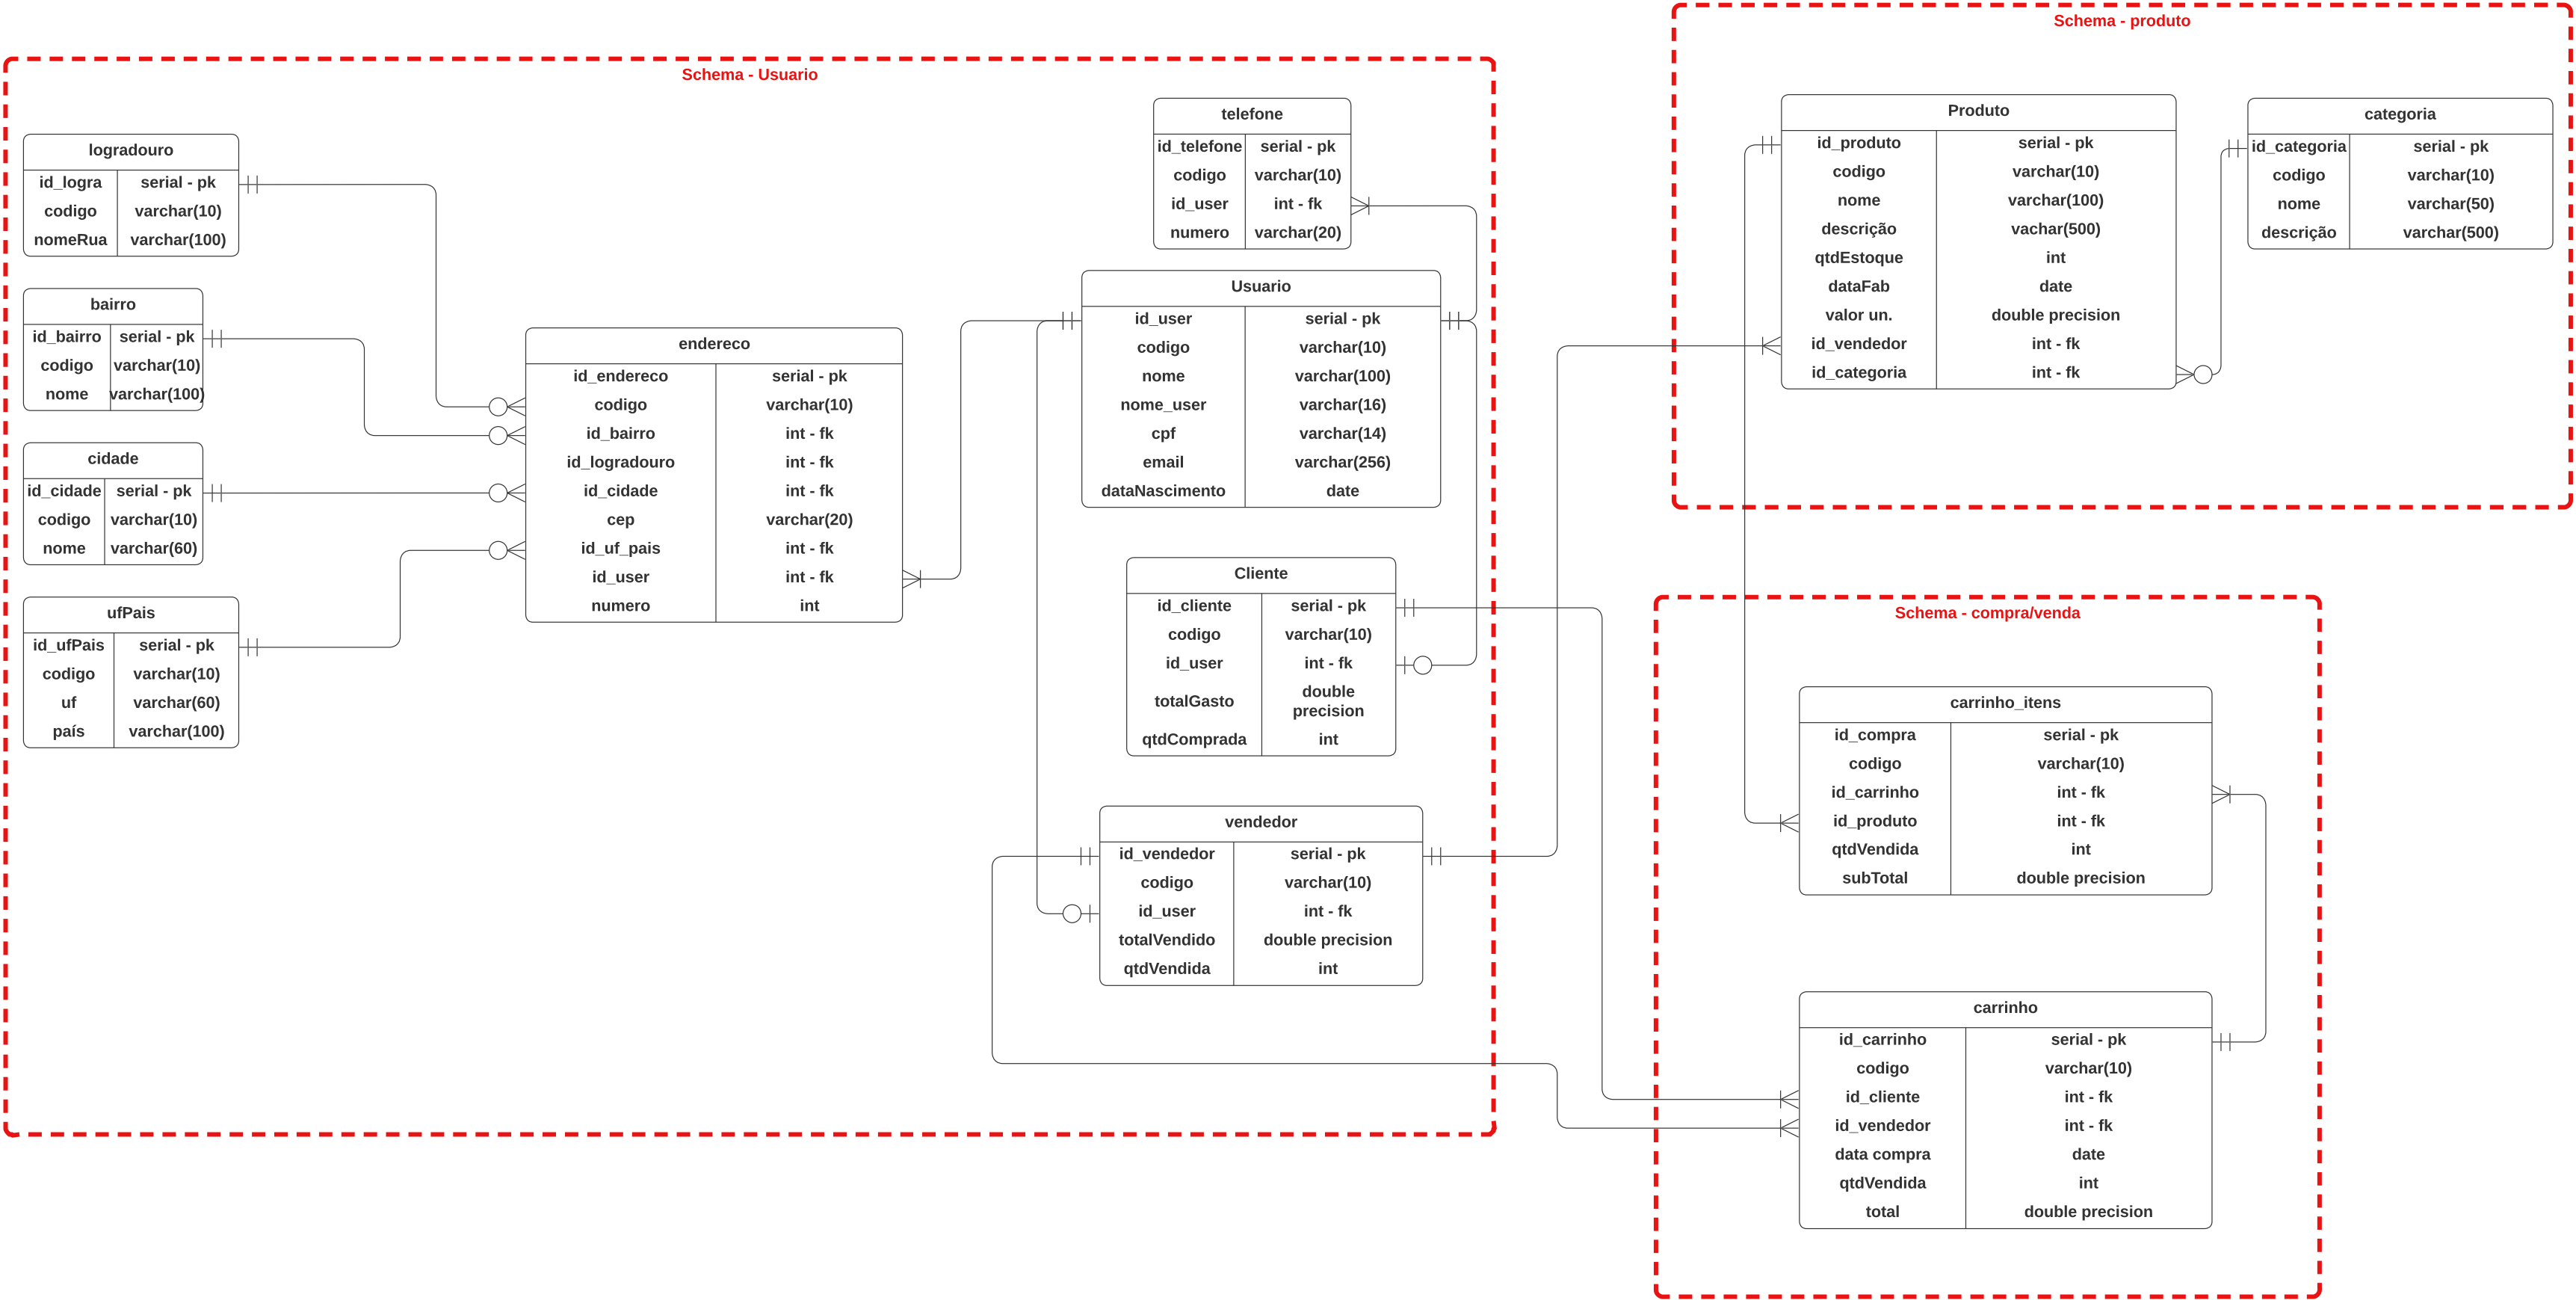 Schema - produto
Schema - Usuario
logradouro
id_logra serial - pk
codigo varchar(10)
nomeRua varchar(100)
bairro
id_bairro serial - pk
codigo varchar(10)
nome varchar(100)
cidade
id_cidade serial - pk
codigo varchar(10)
nome varchar(60)
ufPais
id_ufPais serial - pk
codigo varchar(10)
uf varchar(60)
país varchar(100)
endereco
id_endereco serial - pk
codigo varchar(10)
id_bairro int - fk
id_logradouro int - fk
id_cidade int - fk
cep varchar(20)
id_uf_pais int - fk
id_user int - fk
numero int
telefone
id_telefone serial - pk
codigo varchar(10)
id_user int - fk
numero varchar(20)
Usuario
id_user serial - pk
codigo varchar(10)
nome varchar(100)
nome_user varchar(16)
cpf varchar(14)
email varchar(256)
dataNascimento date
Cliente
id_cliente serial - pk
codigo varchar(10)
id_user int - fk
totalGasto double precision
qtdComprada int
vendedor
id_vendedor serial - pk
codigo varchar(10)
id_user int - fk
totalVendido double precision
qtdVendida int
Produto
id_produto serial - pk
codigo varchar(10)
nome varchar(100)
descrição vachar(500)
qtdEstoque int
dataFab date
valor un. double precision
id_vendedor int - fk
id_categoria int - fk
categoria
id_categoria serial - pk
codigo varchar(10)
nome varchar(50)
descrição varchar(500)
Schema - compra/venda
carrinho_itens
id_compra serial - pk
codigo varchar(10)
id_carrinho int - fk
id_produto int - fk
qtdVendida int
subTotal double precision
carrinho
id_carrinho serial - pk
codigo varchar(10)
id_cliente int - fk
id_vendedor int - fk
data compra date
qtdVendida int
total double precision